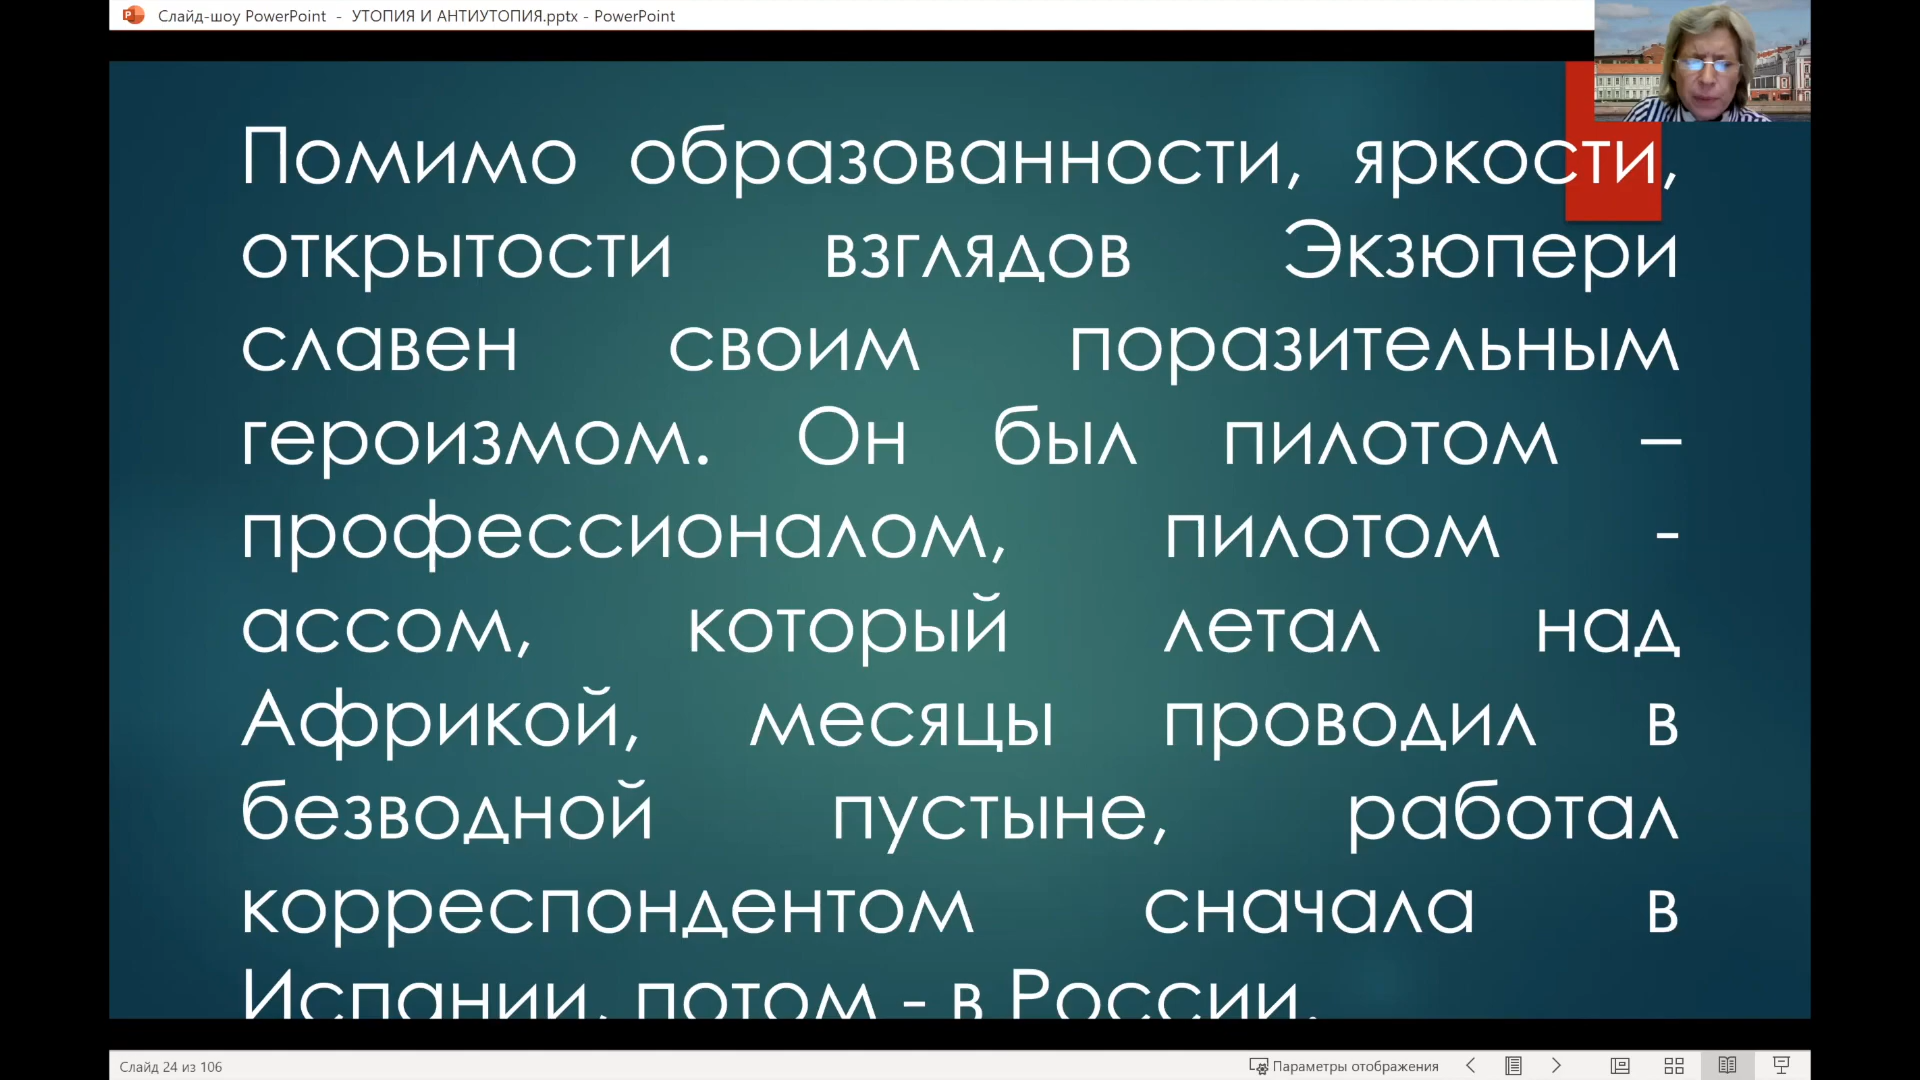 Слайд-шоу PowerPoint - УТОПИЯ И АНТИУТОПИЯ.pptx - PowerPoint
Помимо образованности, яркости,
открытости взглядов Экзюпери
славен своим поразительным
героизмом. Он был пилотом –
профессионалом, пилотом -
ассом, который летал над
Африкой, месяцы проводил в
безводной пустыне, работал
корреспондентом сначала в
Испании, потом - в России.
Слайд 24 из 106
Параметры отображения